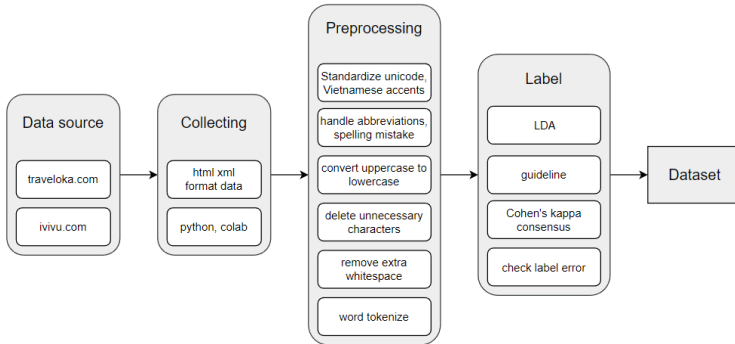 Data source
traveloka.com
ivivu.com
Collecting
html xml
format data
python, colab
Preprocessing
Standardize unicode,
Vietnamese accents
handle abbreviations,
spelling mistake
convert uppercase to
lowercase
delete unnecessary
characters
remove extra
whitespace
word tokenize
Label
LDA
guideline
Cohen's kappa
consensus
check label error
Dataset